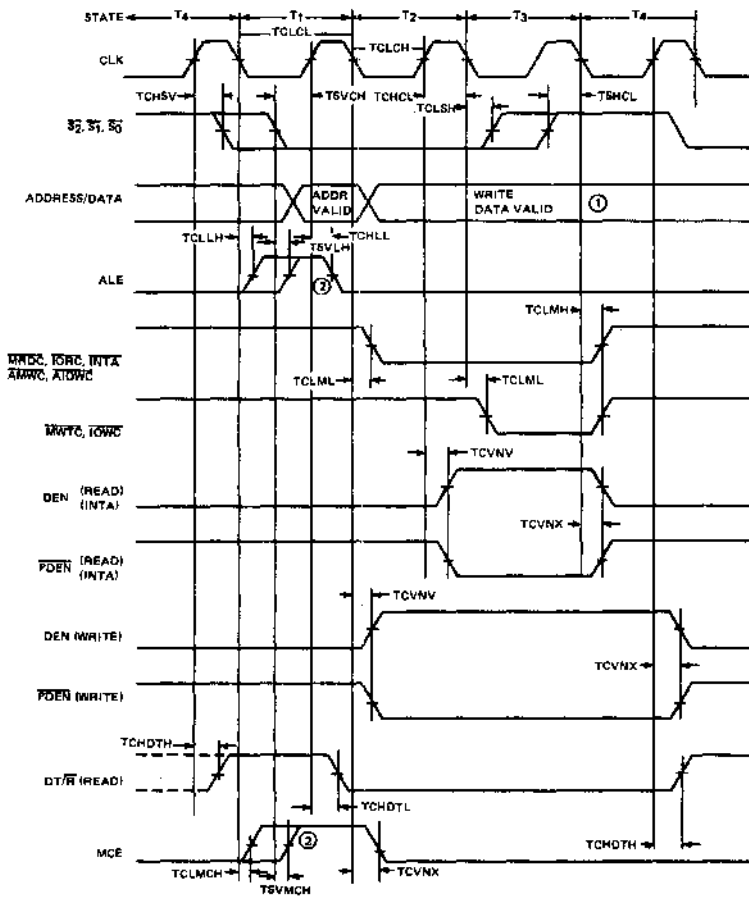 STATE T4 T1 T2 T3 T4
TCLCL
CLK
TCLCH
TCHSV TSVCH TCHCL TSHCL
TCLSH
S2, S1, S0
ADDRESS/DATA
ADDR VALID
WRITE DATA VALID ①
TCLLH TCHLL
TSVLH
ALE
②
TCLMH
MRDC, IORC, INTA
AMWC, AIOWC
TCLML TCLML
MWTC, IOWC
TCVNV
DEN (READ)
(INTA)
TCVNX
PDEN (READ)
(INTA)
TCVNV
DEN (WRITE)
TCVNX
PDEN (WRITE)
TCHDTH
DT/R (READ)
TCHDTL
②
MCE
TCHDTH
TCLMCH
TCVNX
TSVMCH